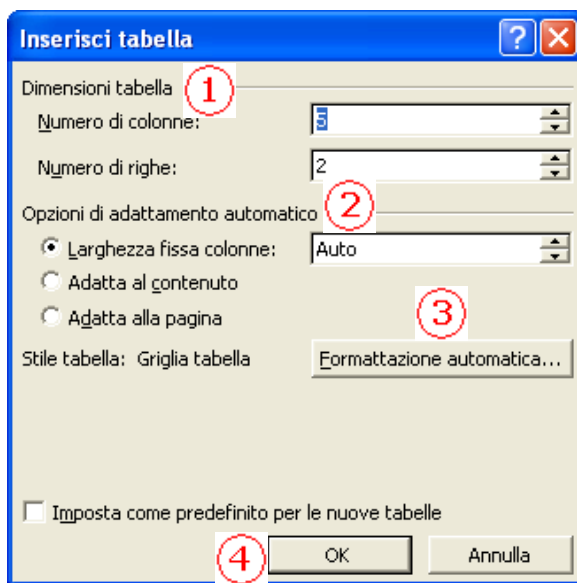 Inserisci tabella ?
Dimensioni tabella 1
Numero di colonne: 5
Numero di righe: 2
Opzioni di adattamento automatico 2
Larghezza fissa colonne: Auto
Adatta al contenuto
Adatta alla pagina 3
Stile tabella: Griglia tabella Formattazione automatica...
Imposta come predefinito per le nuove tabelle
4 OK Annulla